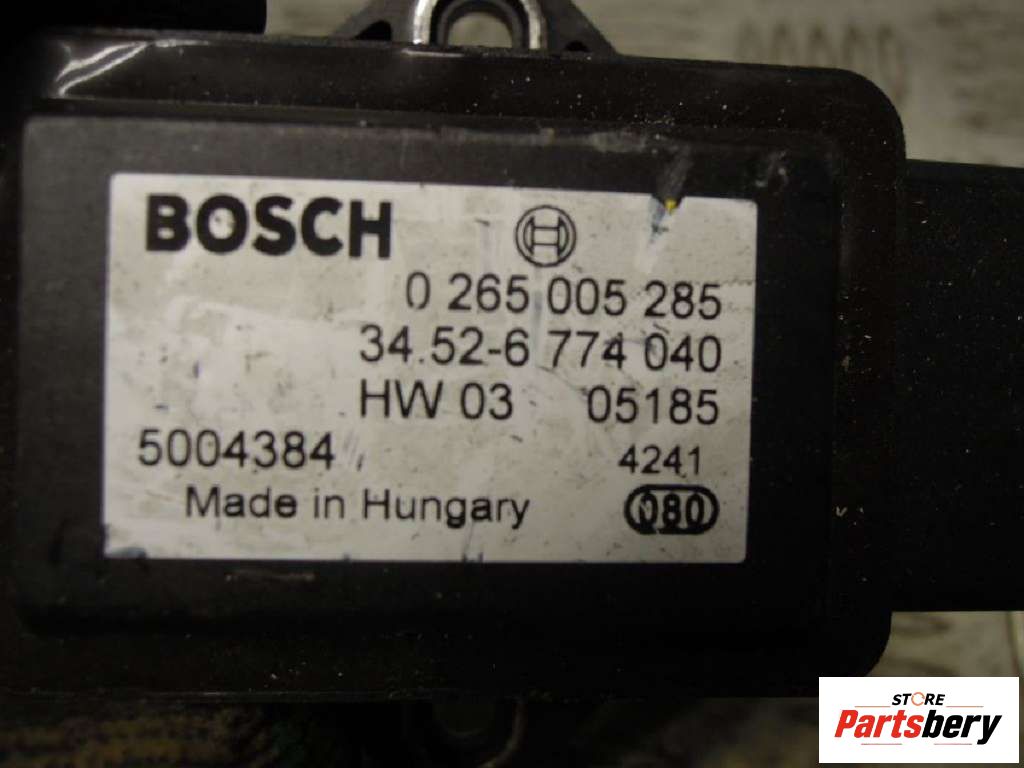 BOSCH
0 265 005 285
34.52-6 774 040
HW 03 05185
5004384 4241
Made in Hungary 080
STORE
Partsbery